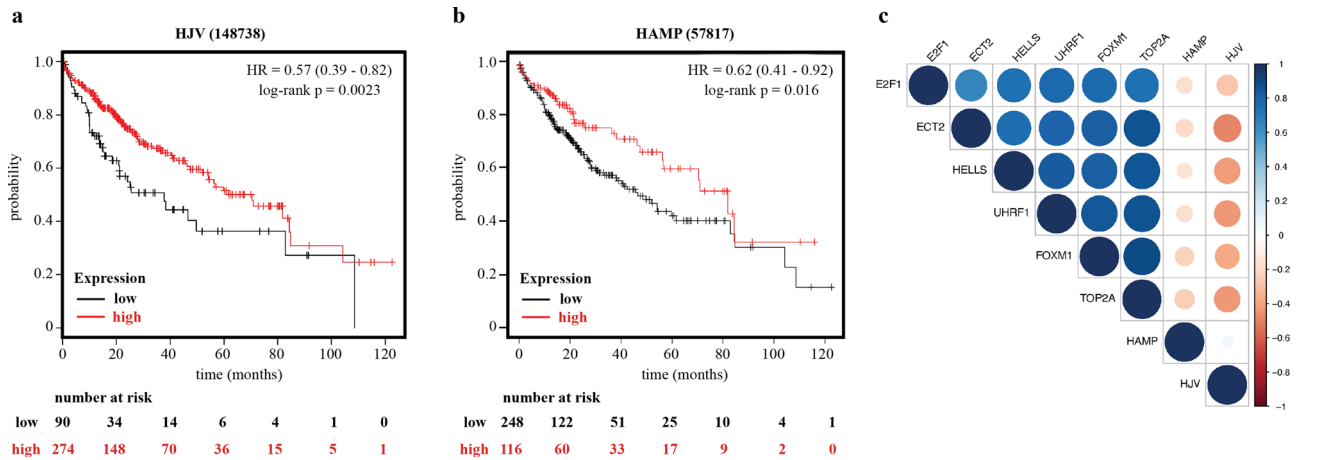 a
HJV (148738)
HR = 0.57 (0.39 - 0.82)
log-rank p = 0.0023
probability
1.0
0.8
0.6
0.4
0.2
0
Expression
low
high
0 20 40 60 80 100 120
time (months)
number at risk
low 90 34 14 6 4 1 0
high 274 148 70 36 15 5 1
b
HAMP (57817)
HR = 0.62 (0.41 - 0.92)
log-rank p = 0.016
probability
1.0
0.8
0.6
0.4
0.2
0
Expression
low
high
0 20 40 60 80 100 120
time (months)
number at risk
low 248 122 51 25 10 4 1
high 116 60 33 17 9 2 0
c
E2F1 ECT2 HELLS UHRF1 FOXM1 TOP2A HAMP HJV
E2F1
ECT2
HELLS
UHRF1
FOXM1
TOP2A
HAMP
HJV
1
0.8
0.6
0.4
0.2
0
−0.2
−0.4
−0.6
−0.8
−1